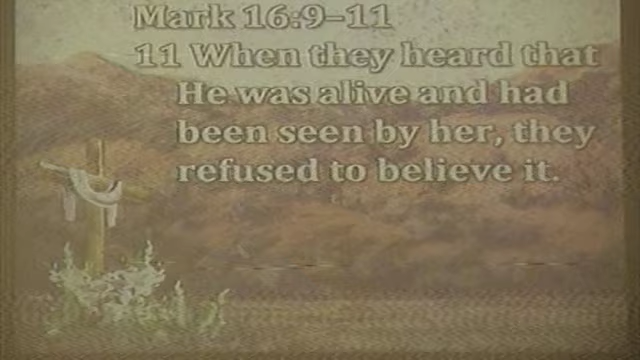 Mark 16:9–11
11 When they heard that
He was alive and had
been seen by her, they
refused to believe it.